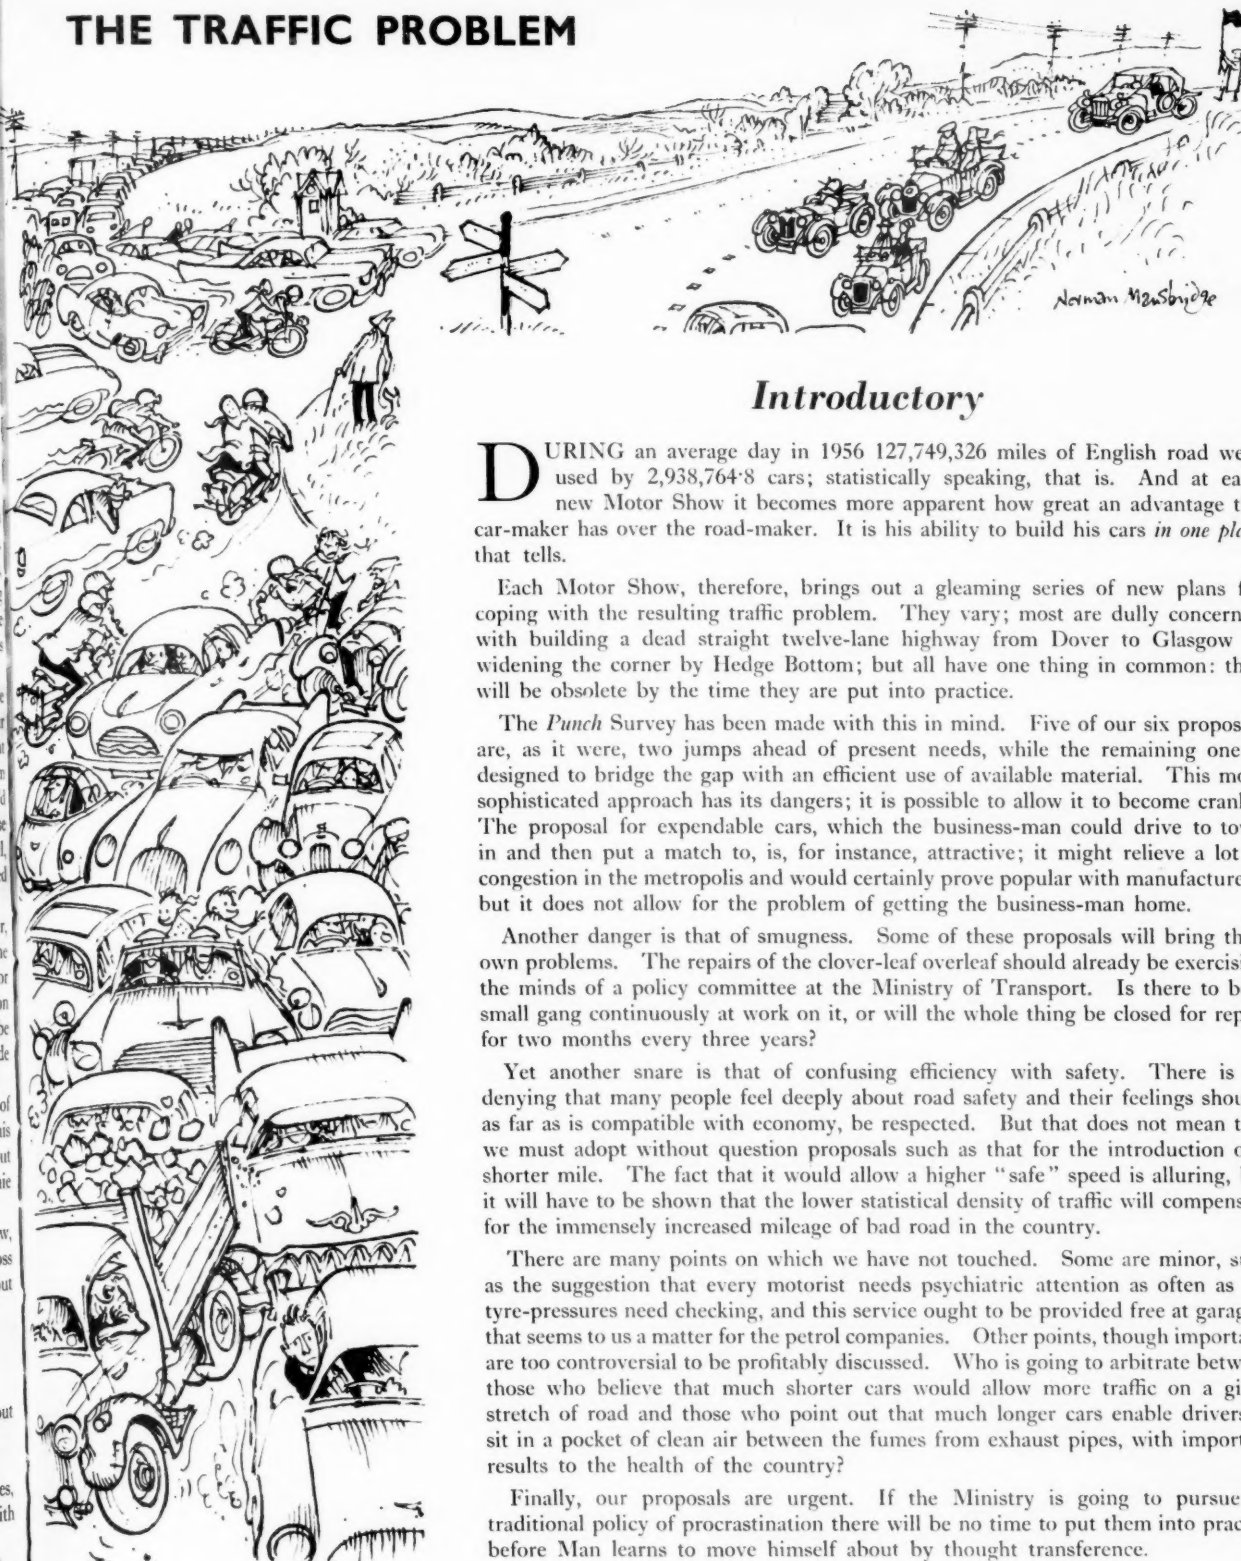 THE TRAFFIC PROBLEM
Norman Mansbridge
Introductory
DURING an average day in 1956 127,749,326 miles of English road we
used by 2,938,764·8 cars; statistically speaking, that is. And at ea
new Motor Show it becomes more apparent how great an advantage t
car-maker has over the road-maker. It is his ability to build his cars in one pla
that tells.
Each Motor Show, therefore, brings out a gleaming series of new plans f
coping with the resulting traffic problem. They vary; most are dully concern
with building a dead straight twelve-lane highway from Dover to Glasgow
widening the corner by Hedge Bottom; but all have one thing in common: th
will be obsolete by the time they are put into practice.
The Punch Survey has been made with this in mind. Five of our six propos
are, as it were, two jumps ahead of present needs, while the remaining one
designed to bridge the gap with an efficient use of available material. This mo
sophisticated approach has its dangers; it is possible to allow it to become crank
The proposal for expendable cars, which the business-man could drive to to
in and then put a match to, is, for instance, attractive; it might relieve a lot
congestion in the metropolis and would certainly prove popular with manufacture
but it does not allow for the problem of getting the business-man home.
Another danger is that of smugness. Some of these proposals will bring th
own problems. The repairs of the clover-leaf overleaf should already be exercisi
the minds of a policy committee at the Ministry of Transport. Is there to b
small gang continuously at work on it, or will the whole thing be closed for rep
for two months every three years?
Yet another snare is that of confusing efficiency with safety. There is
denying that many people feel deeply about road safety and their feelings shou
as far as is compatible with economy, be respected. But that does not mean t
we must adopt without question proposals such as that for the introduction o
shorter mile. The fact that it would allow a higher "safe" speed is alluring,
it will have to be shown that the lower statistical density of traffic will compens
for the immensely increased mileage of bad road in the country.
There are many points on which we have not touched. Some are minor, su
as the suggestion that every motorist needs psychiatric attention as often as
tyre-pressures need checking, and this service ought to be provided free at garag
that seems to us a matter for the petrol companies. Other points, though importa
are too controversial to be profitably discussed. Who is going to arbitrate betw
those who believe that much shorter cars would allow more traffic on a gi
stretch of road and those who point out that much longer cars enable drivers
sit in a pocket of clean air between the fumes from exhaust pipes, with import
results to the health of the country?
Finally, our proposals are urgent. If the Ministry is going to pursue
traditional policy of procrastination there will be no time to put them into prac
before Man learns to move himself about by thought transference.